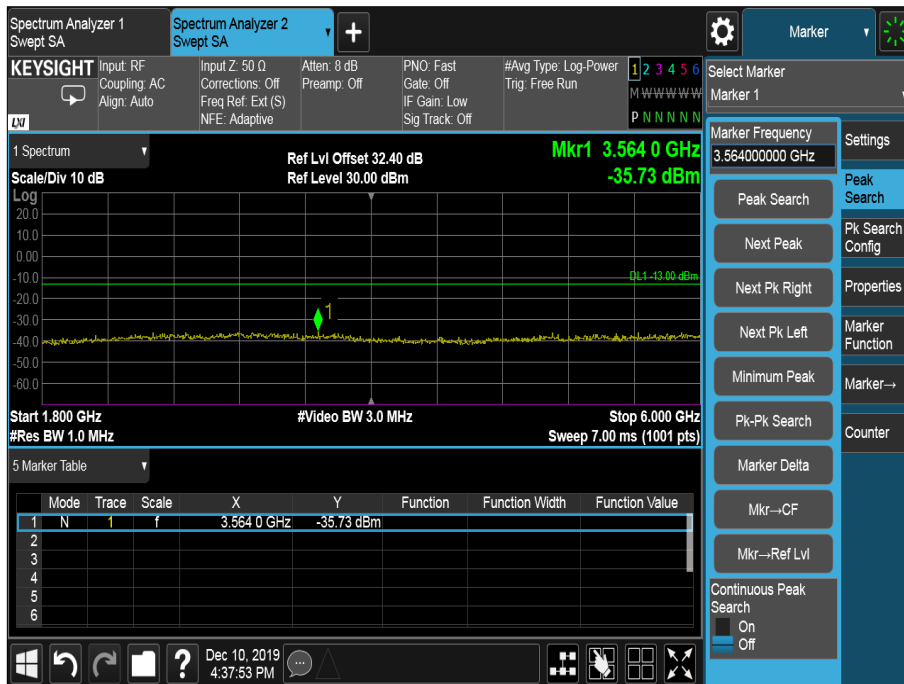 Spectrum Analyzer 1
Swept SA
Spectrum Analyzer 2
Swept SA
Marker
KEYSIGHT
LXI
Input: RF
Coupling: AC
Align: Auto
Input Z: 50 Ω
Corrections: Off
Freq Ref: Ext (S)
NFE: Adaptive
Atten: 8 dB
Preamp: Off
PNO: Fast
Gate: Off
IF Gain: Low
Sig Track: Off
#Avg Type: Log-Power
Trig: Free Run
1 2 3 4 5 6
M W W W W W
P N N N N N
Select Marker
Marker 1
1 Spectrum
Scale/Div 10 dB
Ref Lvl Offset 32.40 dB
Ref Level 30.00 dBm
Mkr1 3.564 0 GHz
-35.73 dBm
Log
20.0
10.0
0.00
-10.0
-20.0
-30.0
-40.0
-50.0
-60.0
DL1 -13.00 dBm
1
Start 1.800 GHz
#Res BW 1.0 MHz
#Video BW 3.0 MHz
Stop 6.000 GHz
Sweep 7.00 ms (1001 pts)
5 Marker Table
Mode Trace Scale X Y Function Function Width Function Value
1 N 1 f 3.564 0 GHz -35.73 dBm
2
3
4
5
6
Marker Frequency
3.564000000 GHz
Peak Search
Next Peak
Next Pk Right
Next Pk Left
Minimum Peak
Pk-Pk Search
Marker Delta
Mkr→CF
Mkr→Ref Lvl
Continuous Peak
Search
On
Off
Settings
Peak
Search
Pk Search
Config
Properties
Marker
Function
Marker→
Counter
?
Dec 10, 2019
4:37:53 PM